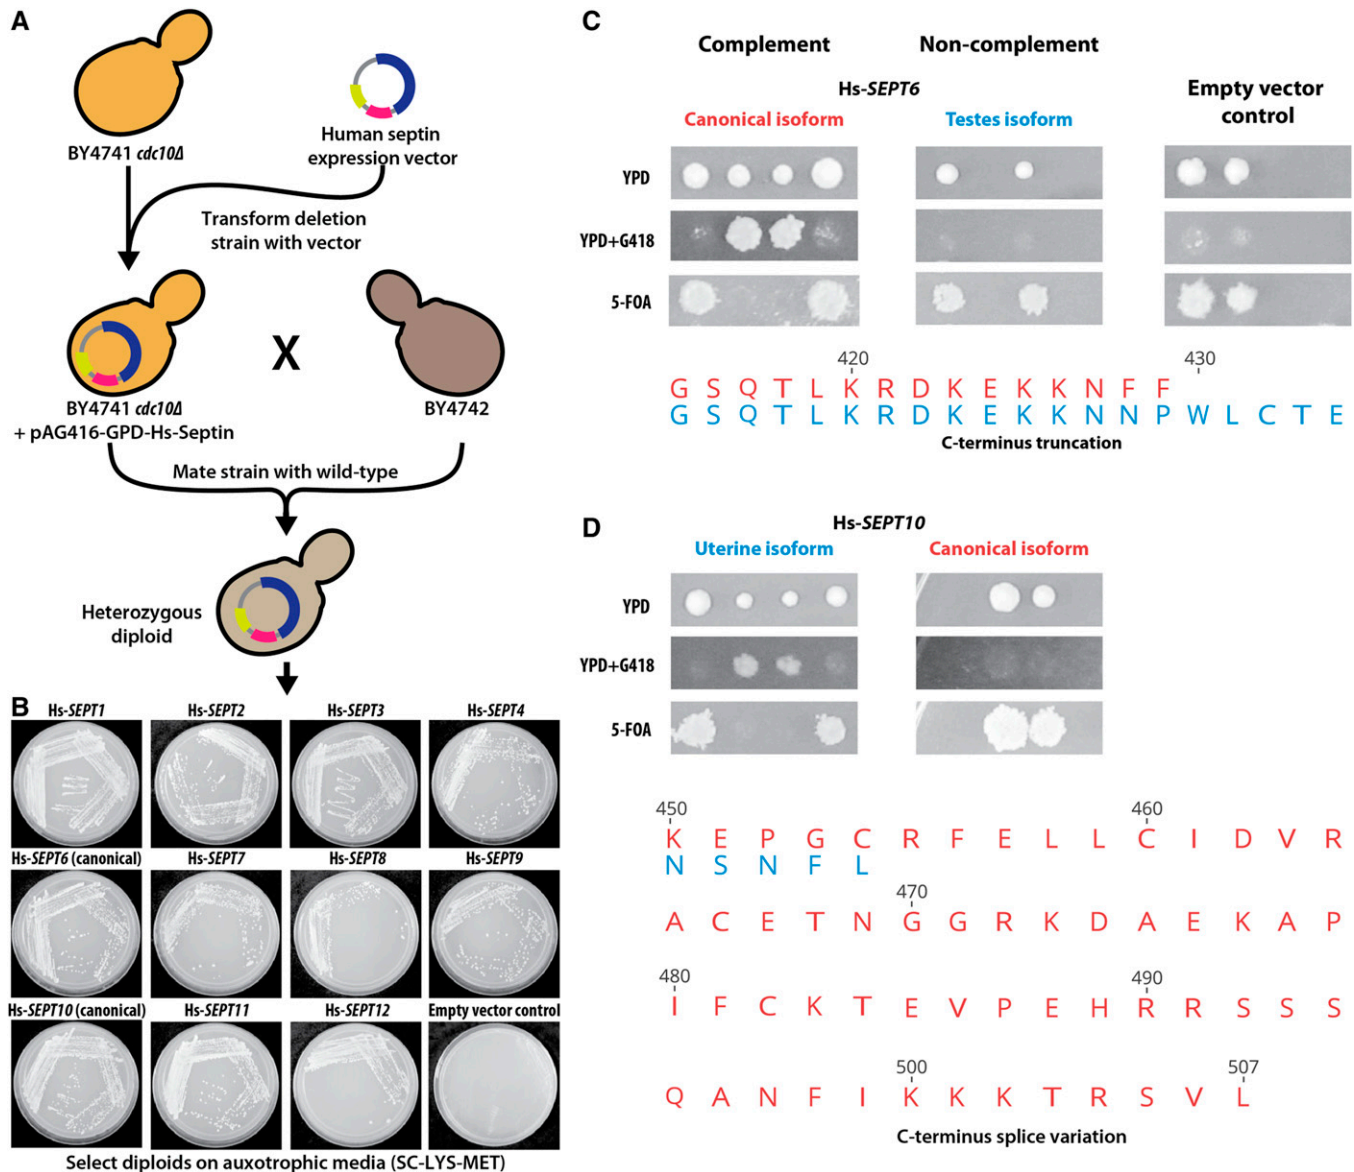 A
BY4741 cdc10Δ
Human septin
expression vector
Transform deletion
strain with vector
X
BY4741 cdc10Δ
+ pAG416-GPD-Hs-Septin
BY4742
Mate strain with wild-type
Heterozygous
diploid
B
Hs-SEPT1 Hs-SEPT2 Hs-SEPT3 Hs-SEPT4
Hs-SEPT6 (canonical) Hs-SEPT7 Hs-SEPT8 Hs-SEPT9
Hs-SEPT10 (canonical) Hs-SEPT11 Hs-SEPT12 Empty vector control
Select diploids on auxotrophic media (SC-LYS-MET)
C
Complement Non-complement
Hs-SEPT6
Empty vector
control
Canonical isoform Testes isoform
YPD
YPD+G418
5-FOA
420 430
G S Q T L K R D K E K K N F F
G S Q T L K R D K E K K N N P W L C T E
C-terminus truncation
D
Hs-SEPT10
Uterine isoform Canonical isoform
YPD
YPD+G418
5-FOA
450 460
K E P G C R F E L L C I D V R
N S N F L
470
A C E T N G G R K D A E K A P
480 490
I F C K T E V P E H R R S S S
500 507
Q A N F I K K K T R S V L
C-terminus splice variation